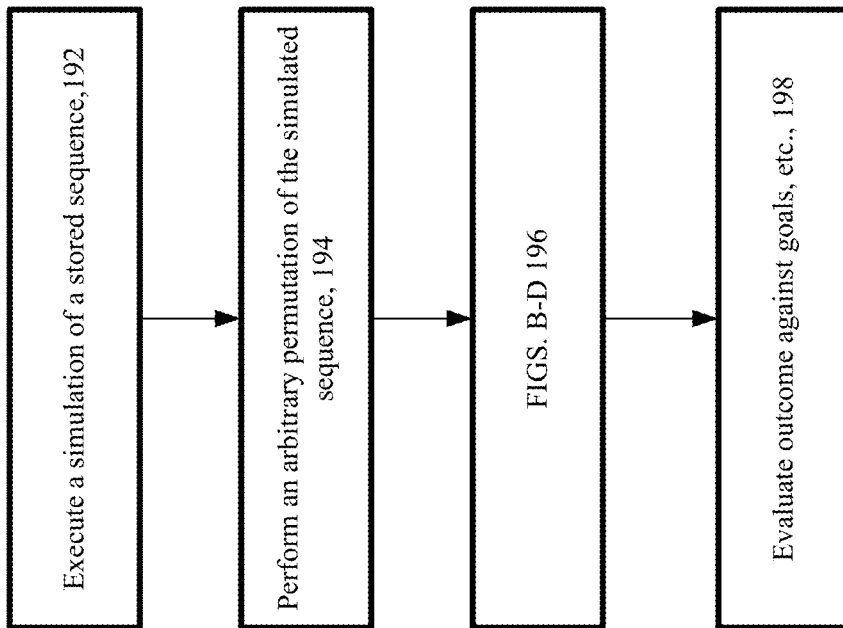 Execute a simulation of a stored sequence,192
Perform an arbitrary permutation of the simulated
sequence, 194
FIGS. B-D 196
Evaluate outcome against goals, etc., 198